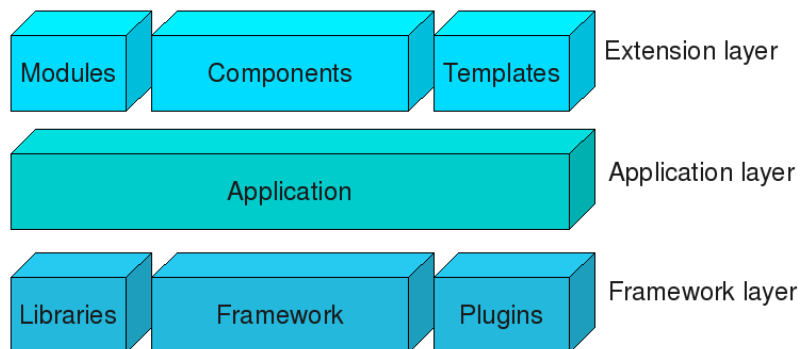 Modules
Components
Templates
Extension layer
Application
Application layer
Libraries
Framework
Plugins
Framework layer